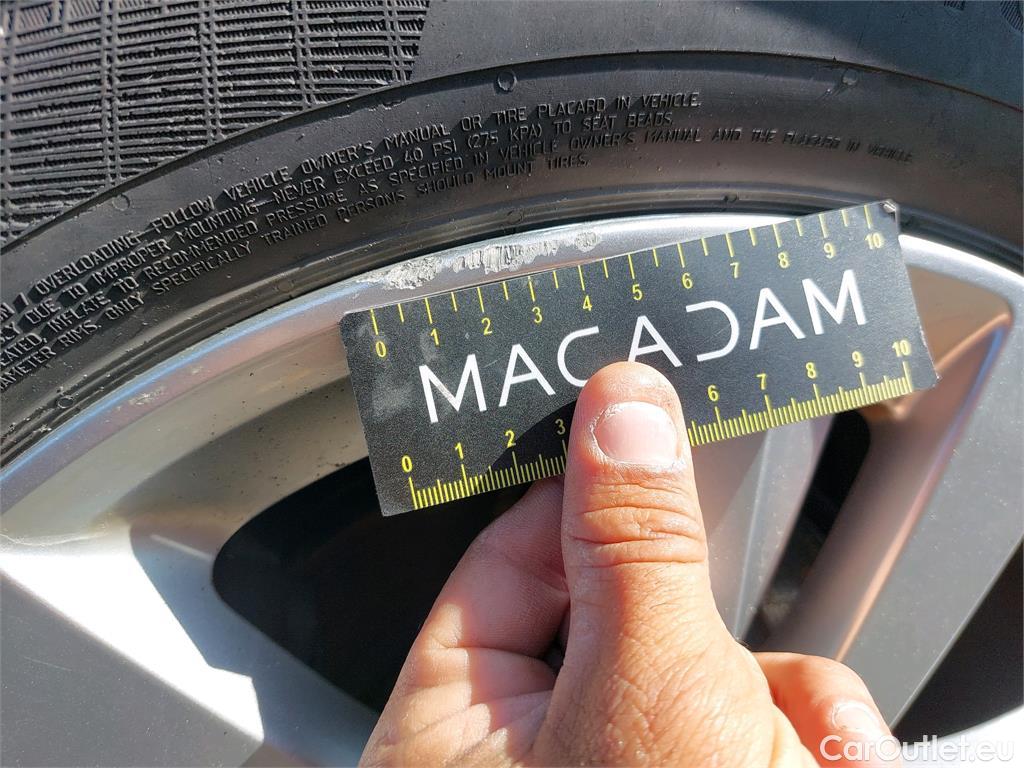 N / OVERLOADING. FOLLOW VEHICLE OWNER'S MANUAL OR TIRE PLACARD IN VEHICLE.
LY DUE TO IMPROPER MOUNTING-NEVER EXCEED 40 PSI (275 KPA) TO SEAT BEADS.
ATED, INFLATE TO RECOMMENDED PRESSURE AS SPECIFIED IN VEHICLE OWNER'S MANUAL AND THE PLACARD IN VEHICLE
AMETER RIMS. ONLY SPECIFICALLY TRAINED PERSONS SHOULD MOUNT TIRES.
0 1 2 3 4 5 6 7 8 9 10
MACADAM
0 1 2 3 6 7 8 9 10
CarOutlet.eu